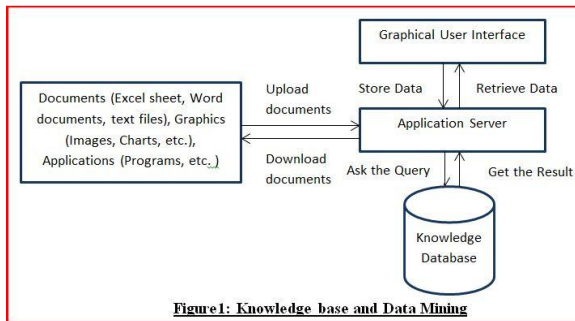 Graphical User Interface
Documents (Excel sheet, Word
documents, text files), Graphics
(Images, Charts, etc.),
Applications (Programs, etc. )
Upload
documents
Download
documents
Store Data
Retrieve Data
Application Server
Ask the Query
Get the Result
Knowledge
Database
Figure1: Knowledge base and Data Mining